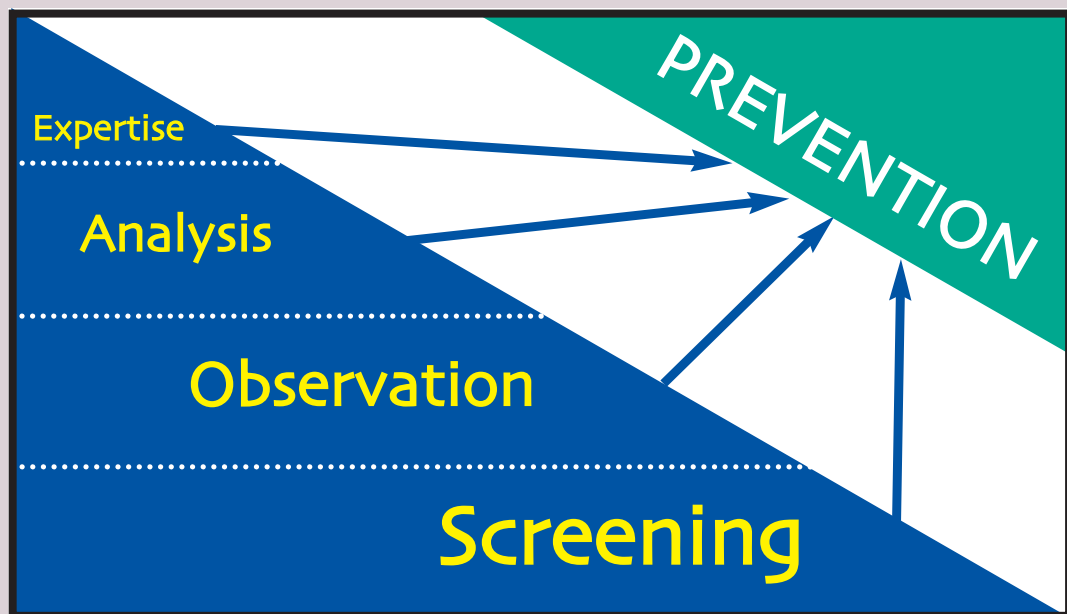 PREVENTION
Expertise
Analysis
Observation
Screening